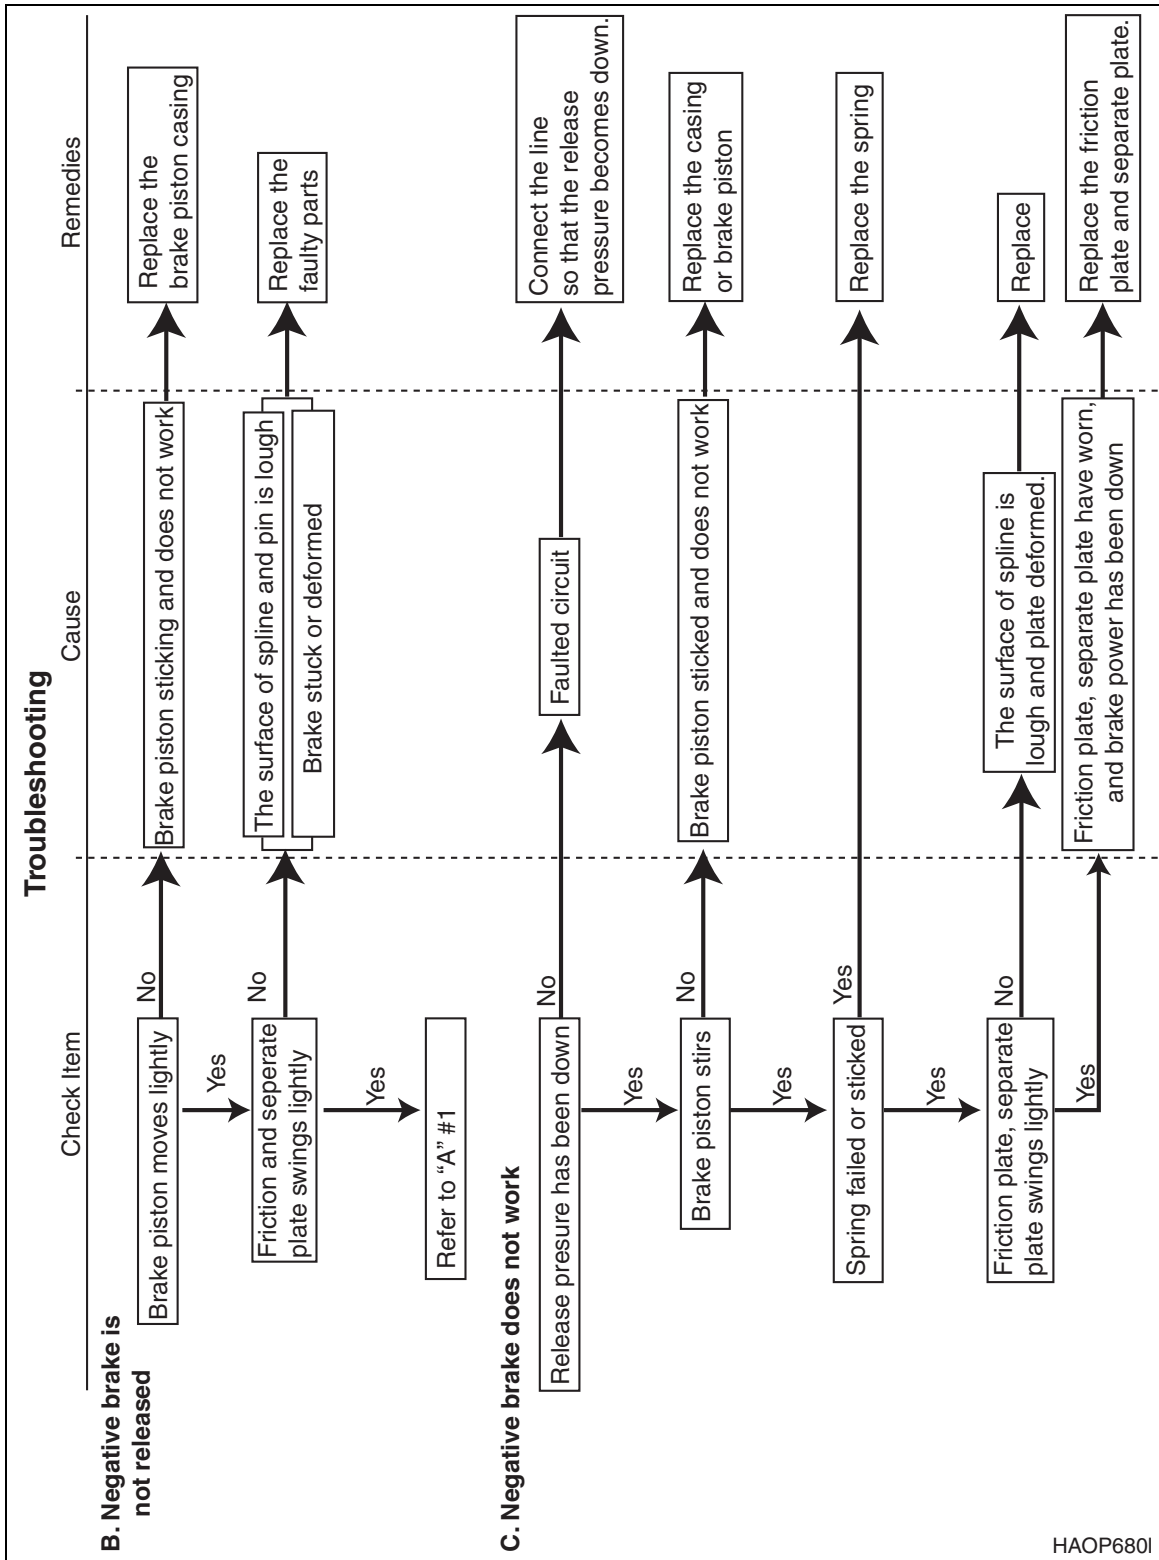 Troubleshooting
Check Item
Cause
Remedies
B. Negative brake is
not released
Brake piston moves lightly
No
Brake piston sticking and does not work
Replace the
brake piston casing
Yes
Friction and seperate
plate swings lightly
No
The surface of spline and pin is lough
Brake stuck or deformed
Replace the
faulty parts
Yes
Refer to “A” #1
C. Negative brake does not work
Release presure has been down
No
Faulted circuit
Connect the line
so that the release
pressure becomes down.
Yes
Brake piston stirs
No
Brake piston sticked and does not work
Replace the casing
or brake piston
Yes
Spring failed or sticked
Yes
Replace the spring
Yes
Friction plate, separate
plate swings lightly
No
The surface of spline is
lough and plate deformed.
Replace
Yes
Friction plate, separate plate have worn,
and brake power has been down
Replace the friction
plate and separate plate.
HAOP680l